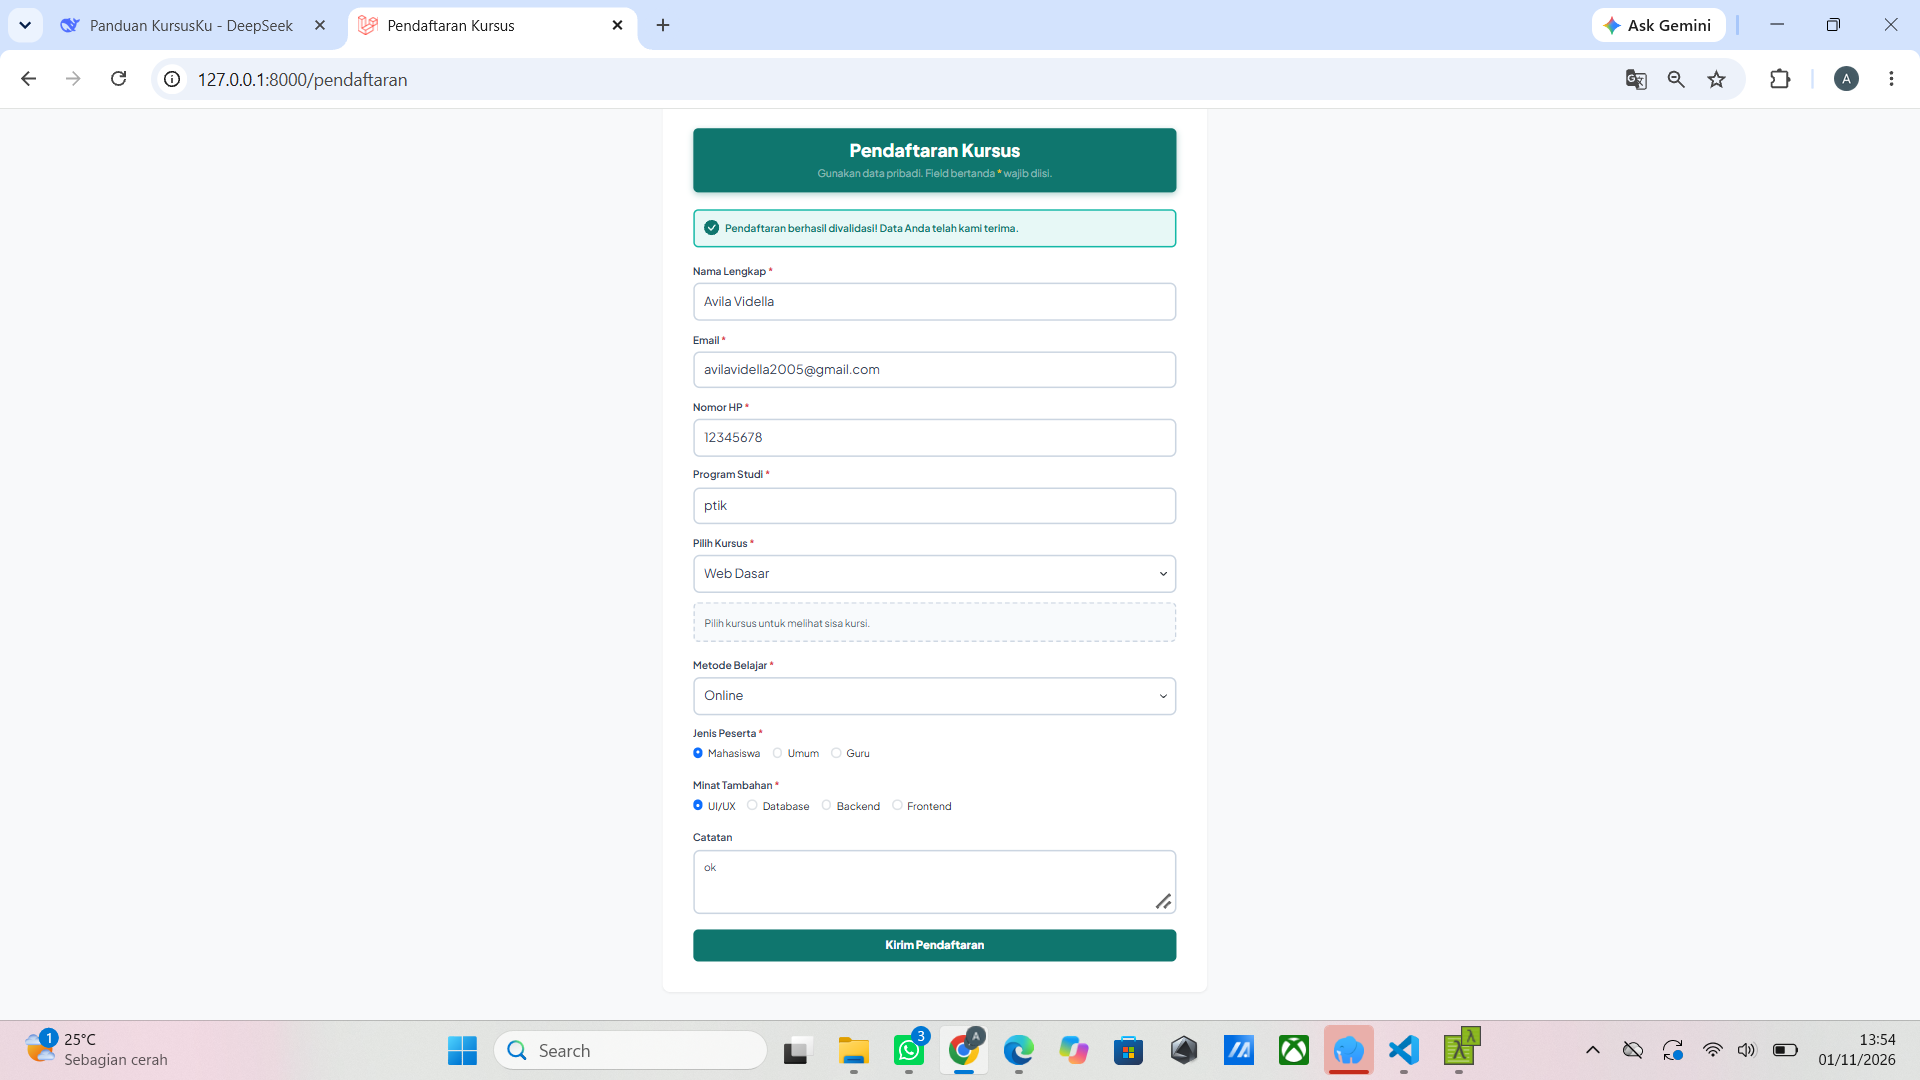 Panduan KursusKu - DeepSeek
Pendaftaran Kursus
Ask Gemini
127.0.0.1:8000/pendaftaran
A
Pendaftaran Kursus
Gunakan data pribadi. Field bertanda * wajib diisi.
Pendaftaran berhasil divalidasi! Data Anda telah kami terima.
Nama Lengkap *
Avila Vidella
Email *
avilavidella2005@gmail.com
Nomor HP *
12345678
Program Studi *
ptik
Pilih Kursus *
Web Dasar
Pilih kursus untuk melihat sisa kursi.
Metode Belajar *
Online
Jenis Peserta *
Mahasiswa Umum Guru
Minat Tambahan *
UI/UX Database Backend Frontend
Catatan
ok
Kirim Pendaftaran
1
25°C
Sebagian cerah
Search
3
A
13:54
01/11/2026